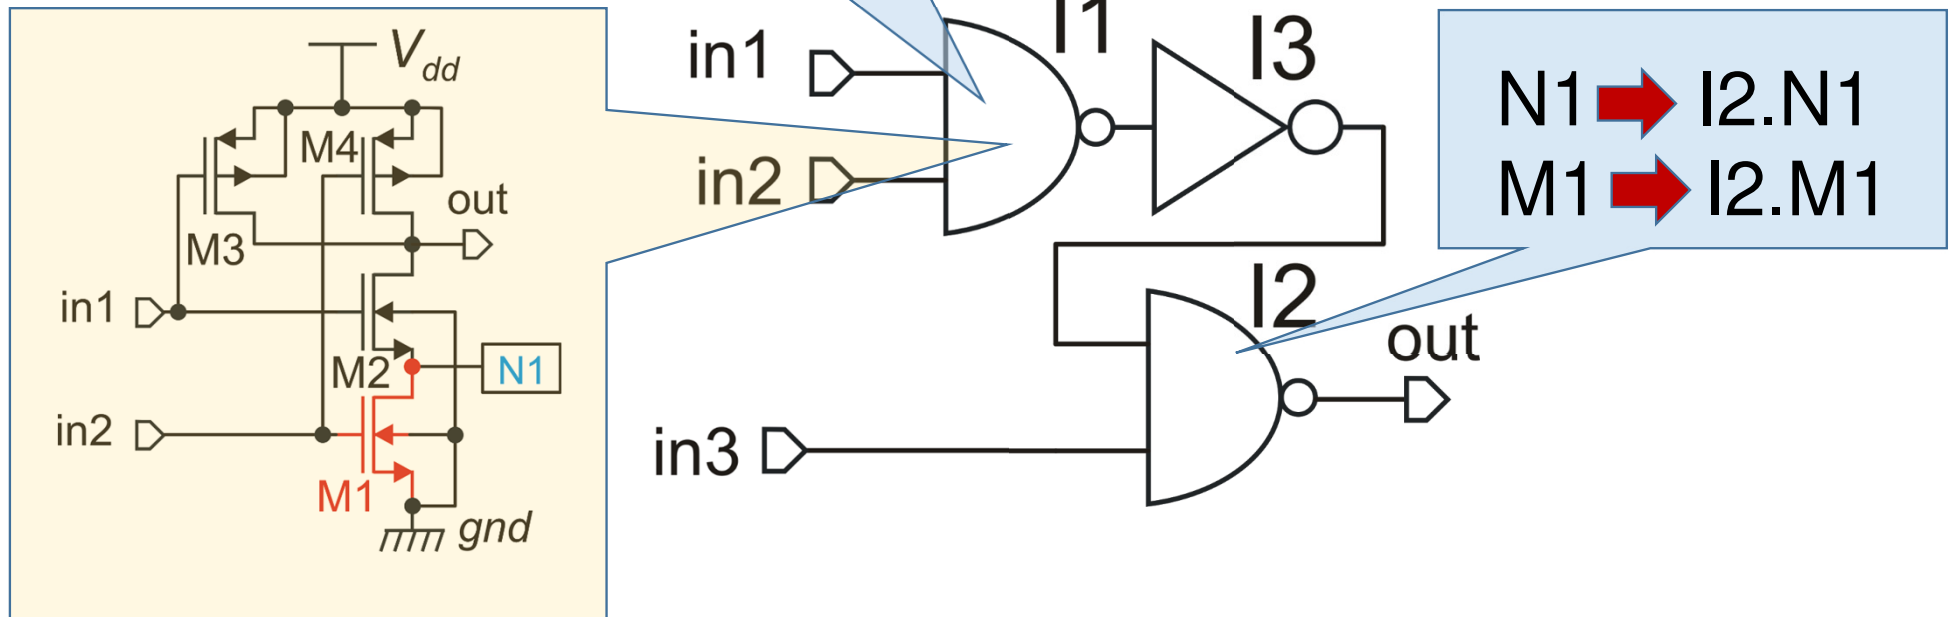 Vdd
M4
out
M3
in1
M2
N1
in2
M1
gnd
I1
in1
I3
in2
I2
out
in3
N1 I2.N1
M1 I2.M1